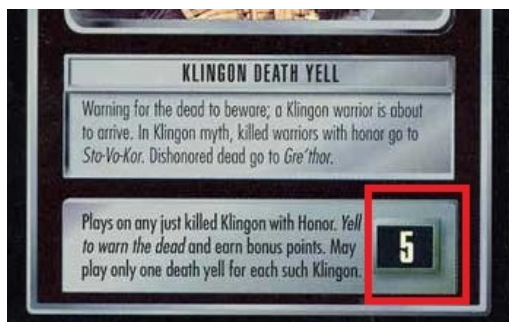 KLINGON DEATH YELL
Warning for the dead to beware; a Klingon warrior is about
to arrive. In Klingon myth, killed warriors with honor go to
Sto-Vo-Kor. Dishonored dead go to Gre'thor.
Plays on any just killed Klingon with Honor. Yell
to warn the dead and earn bonus points. May
play only one death yell for each such Klingon.
5